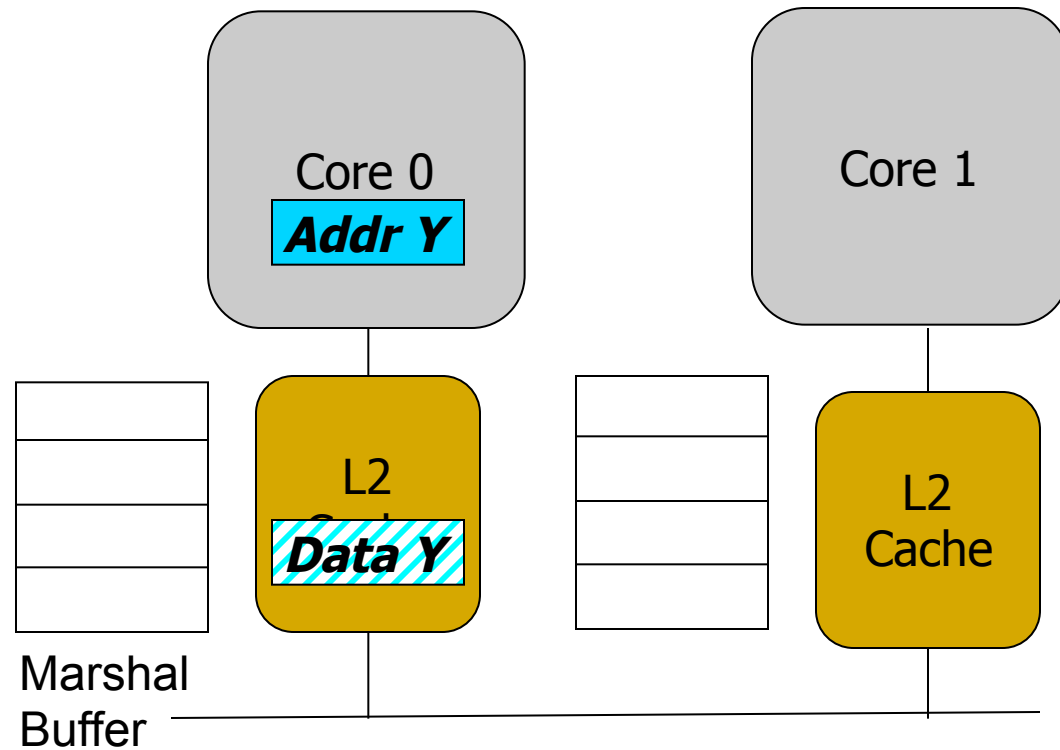 Core 0
Addr Y
Core 1
L2
Data Y
L2
Cache
Marshal
Buffer